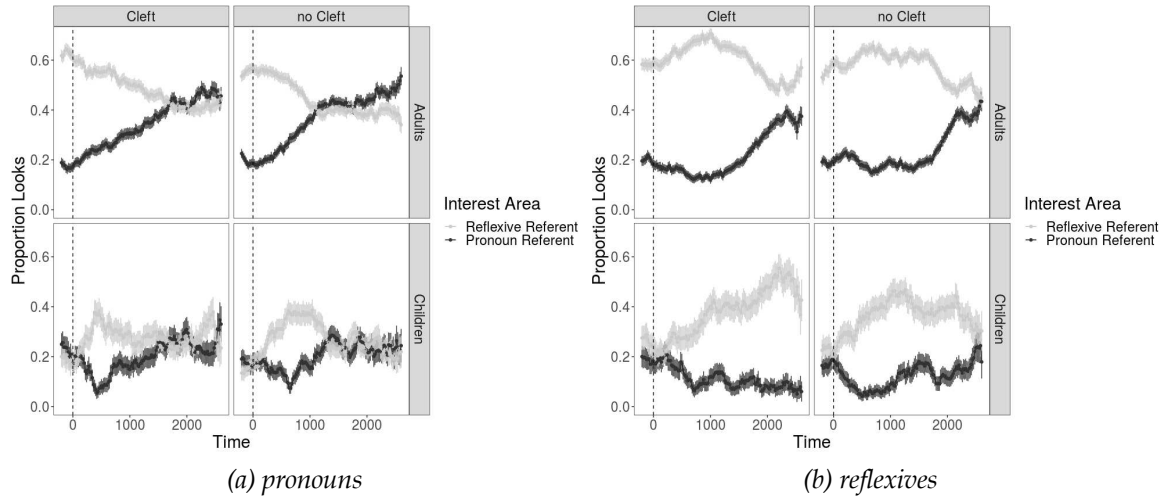 Cleft no Cleft
Proportion Looks
0.6
0.4
0.2
0.0
Adults
0.6
0.4
0.2
0.0
Children
0 1000 2000 0 1000 2000
Time
Interest Area
Reflexive Referent
Pronoun Referent
(a) pronouns
Cleft no Cleft
Proportion Looks
0.6
0.4
0.2
0.0
Adults
0.6
0.4
0.2
0.0
Children
0 1000 2000 0 1000 2000
Time
Interest Area
Reflexive Referent
Pronoun Referent
(b) reflexives